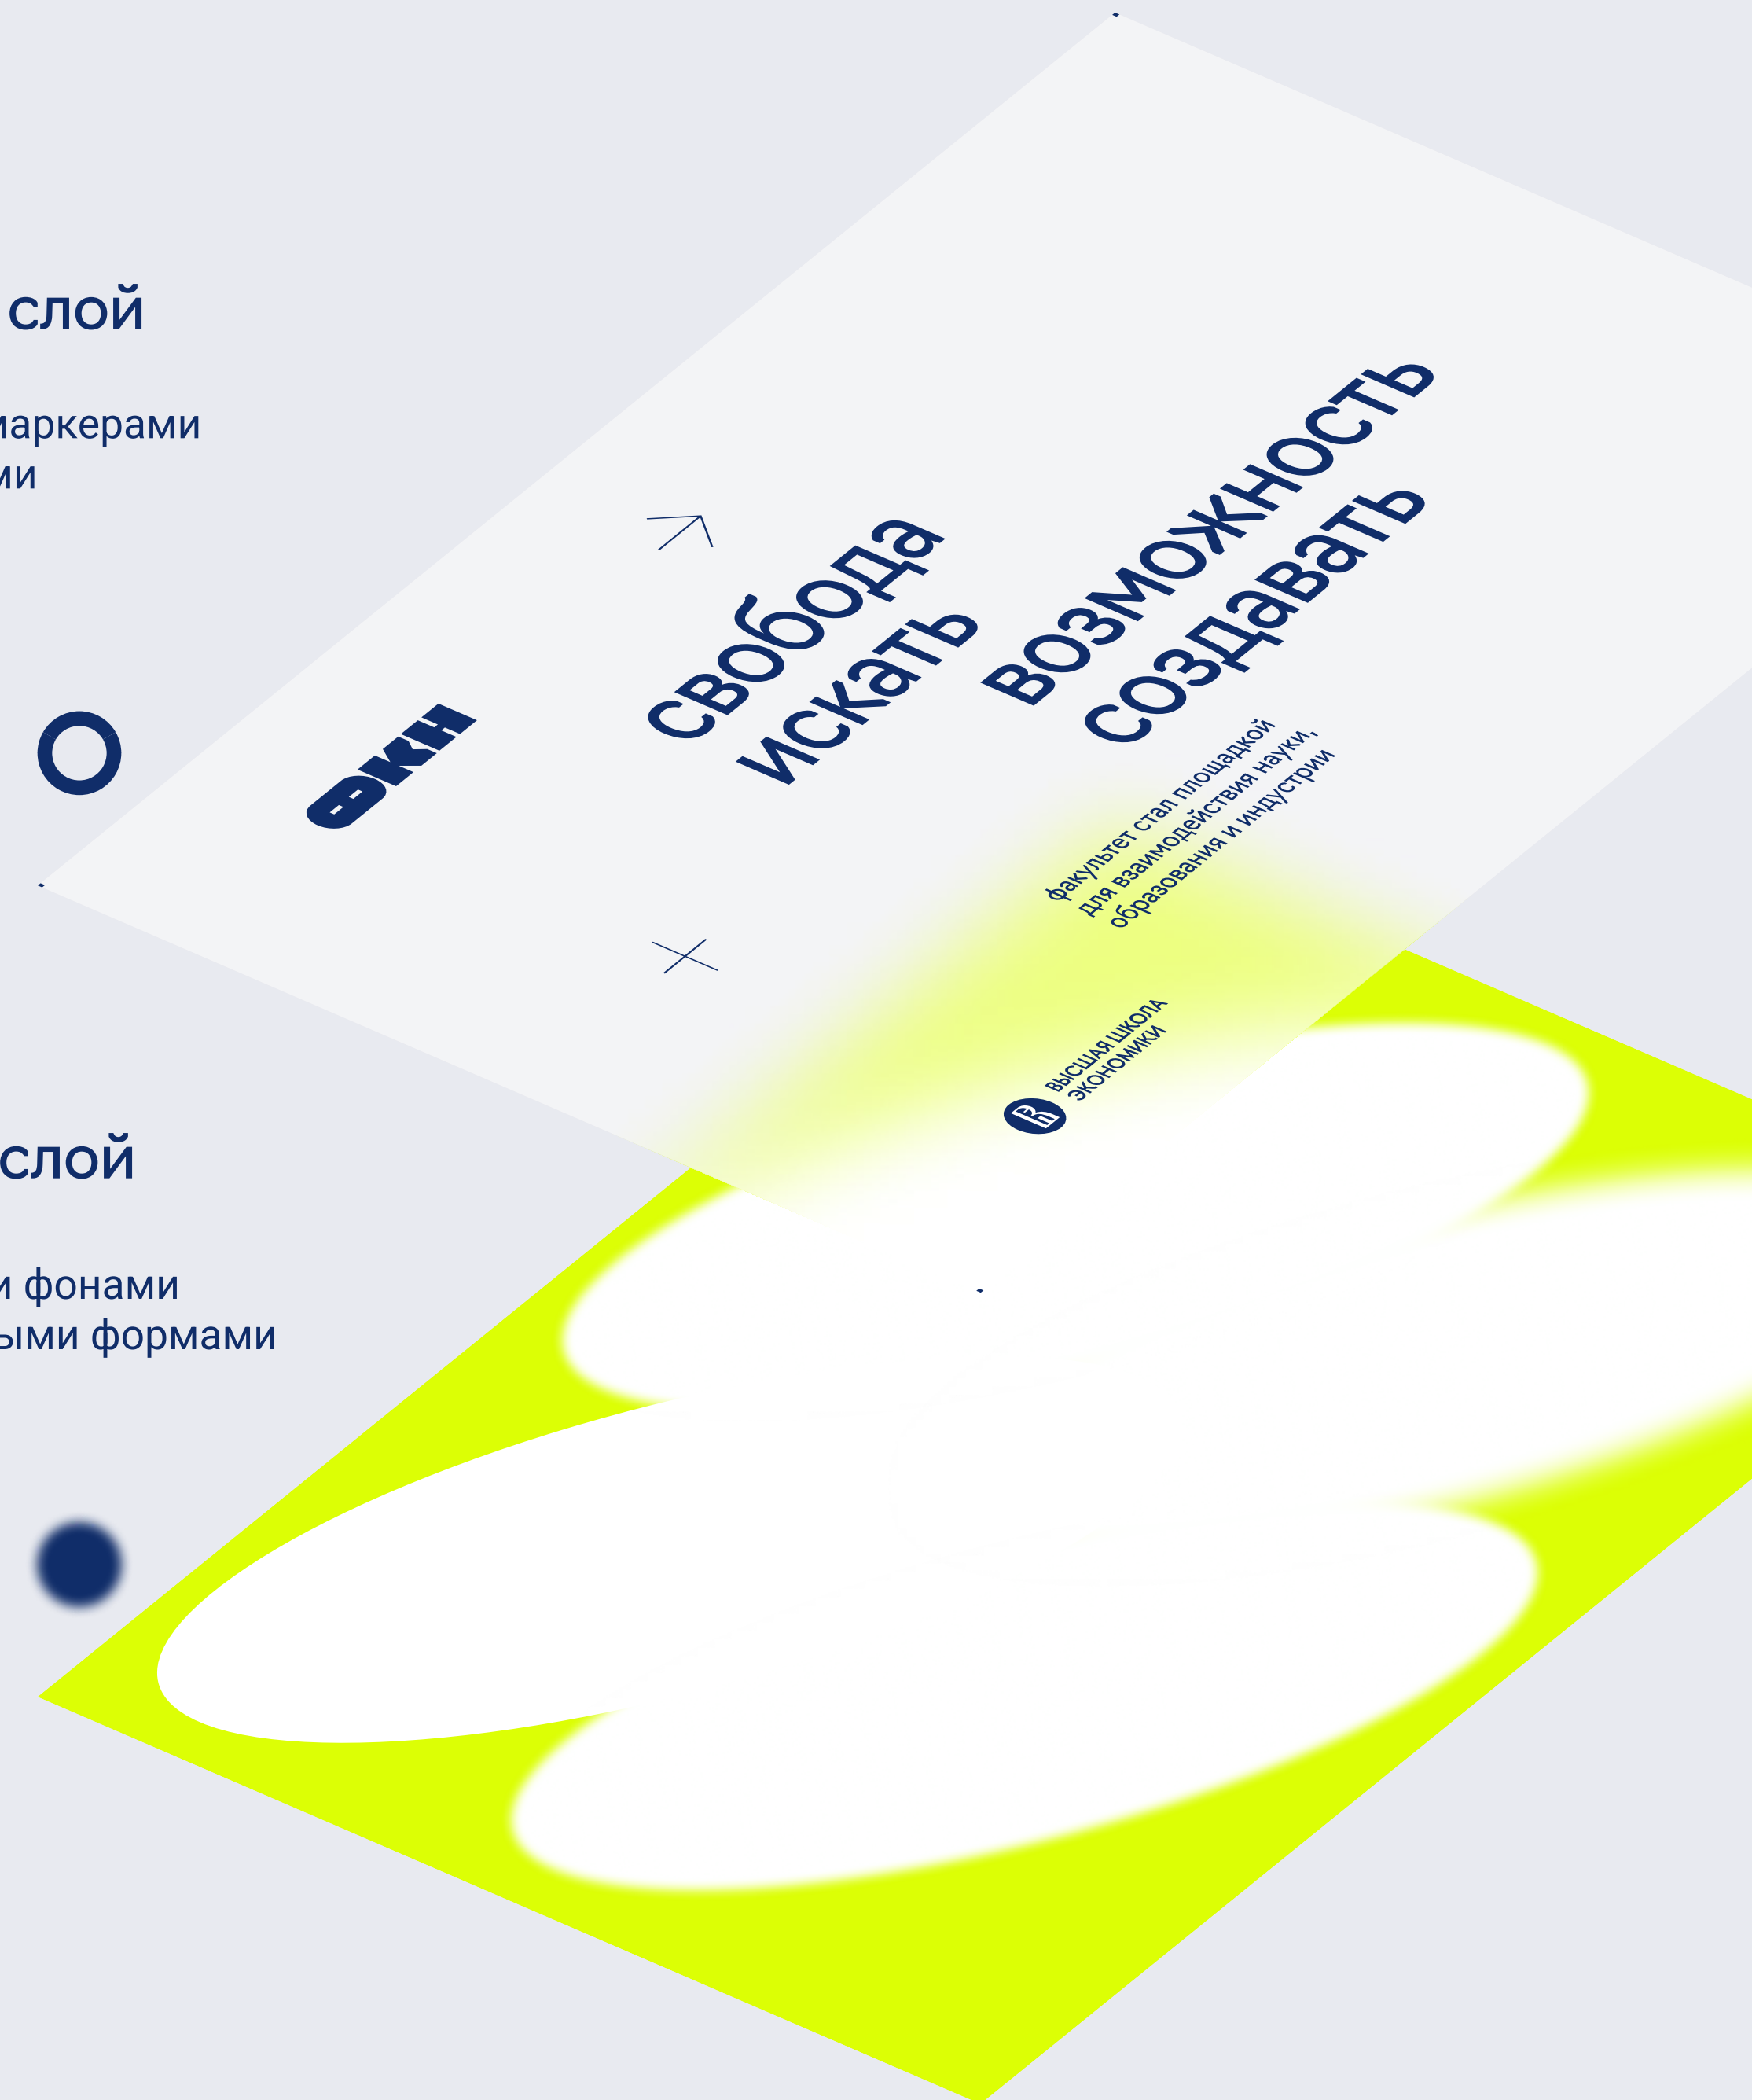 слой
маркерами
ми
ФКН
свобода
искать
возможность
создавать
факультет стал площадкой
для взаимодействия науки,
образования и индустрии
ВЫСШАЯ ШКОЛА
ЭКОНОМИКИ
слой
и фонами
ыми формами